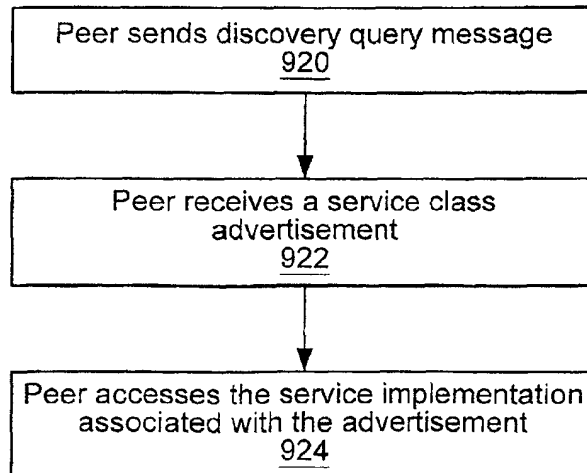 Peer sends discovery query message
920
Peer receives a service class
advertisement
922
Peer accesses the service implementation
associated with the advertisement
924